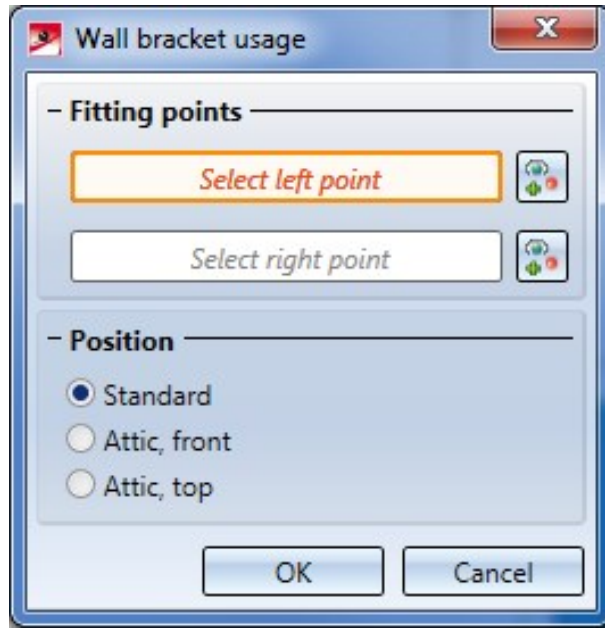 Wall bracket usage
Fitting points
Select left point
Select right point
Position
Standard
Attic, front
Attic, top
OK Cancel